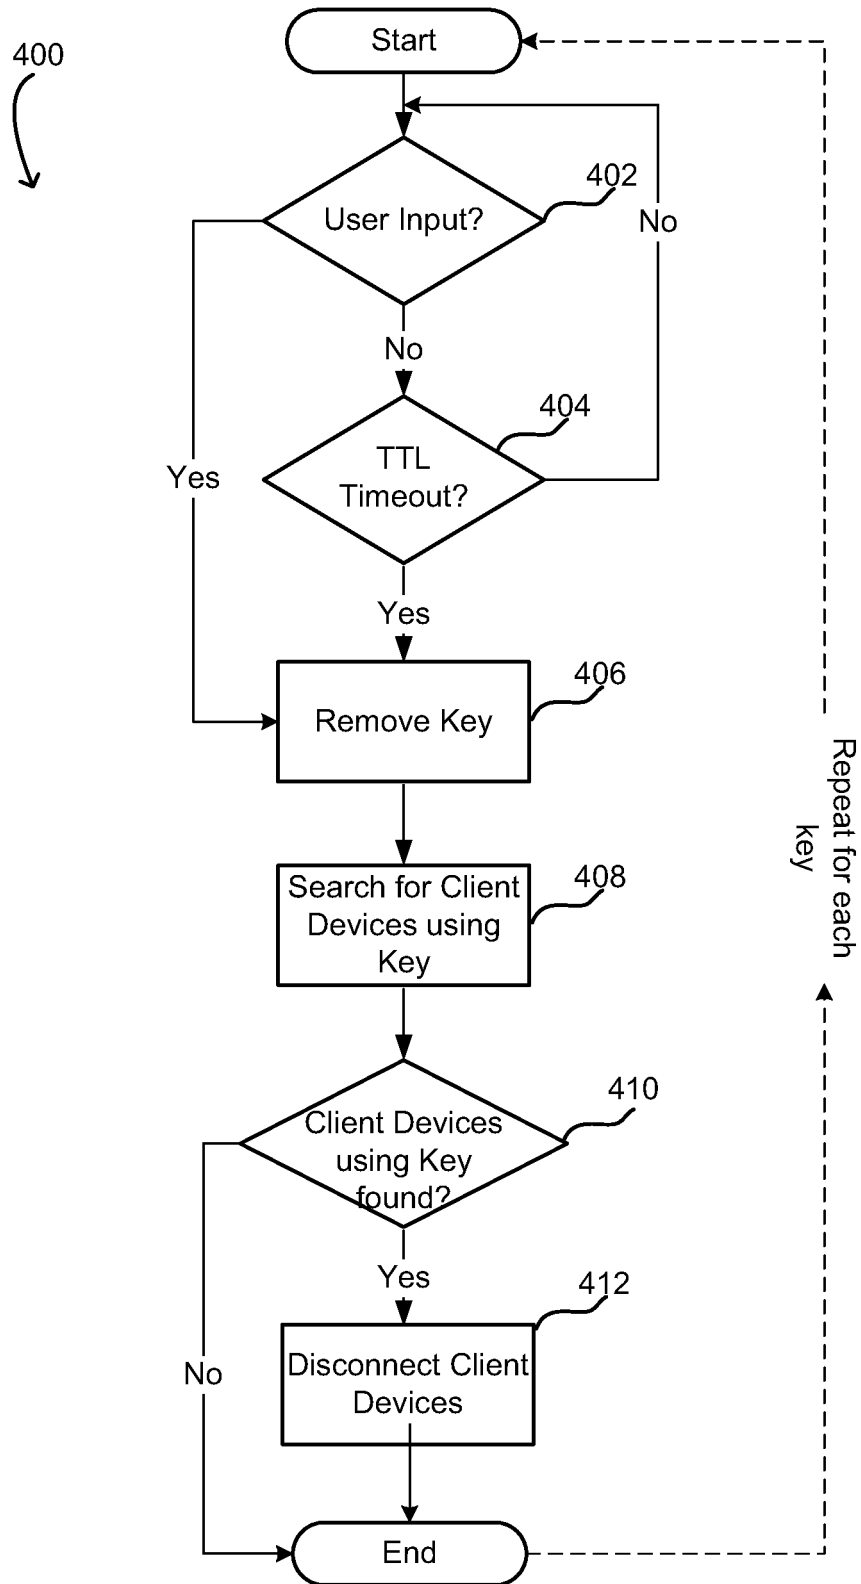 Start
400
402
User Input?
No
No
404
TTL
Timeout?
Yes
Yes
406
Remove Key
Repeat for each
key
408
Search for Client
Devices using
Key
410
Client Devices
using Key
found?
Yes
412
No
Disconnect Client
Devices
End